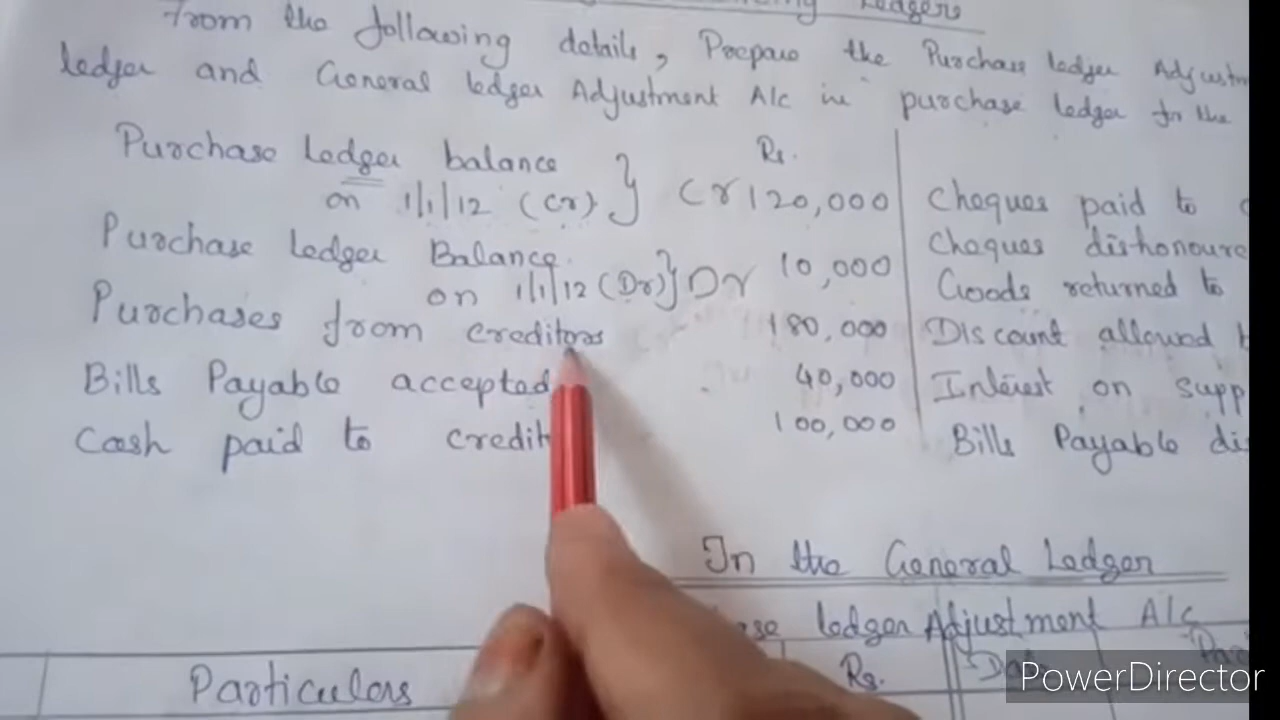 Ledgers
From the following details, Prepare the Purchase ledger
ledger and General ledger Adjustment A/c in purchase ledger for the
Purchase Ledger balance Rs.
on 1/1/12 (Cr) } Cr 120,000
Purchase Ledger Balance
on 1/1/12 (Dr) } Dr 10,000
Purchases from creditors 180,000
Bills Payable accepted 40,000
Cash paid to 100,000
Cheques paid to
Cheques
Goods returned to
Discount allowed
Interest on
Bills Payable
In the General Ledger
ledger Adjustment A/c
Particulars Rs.
PowerDirector